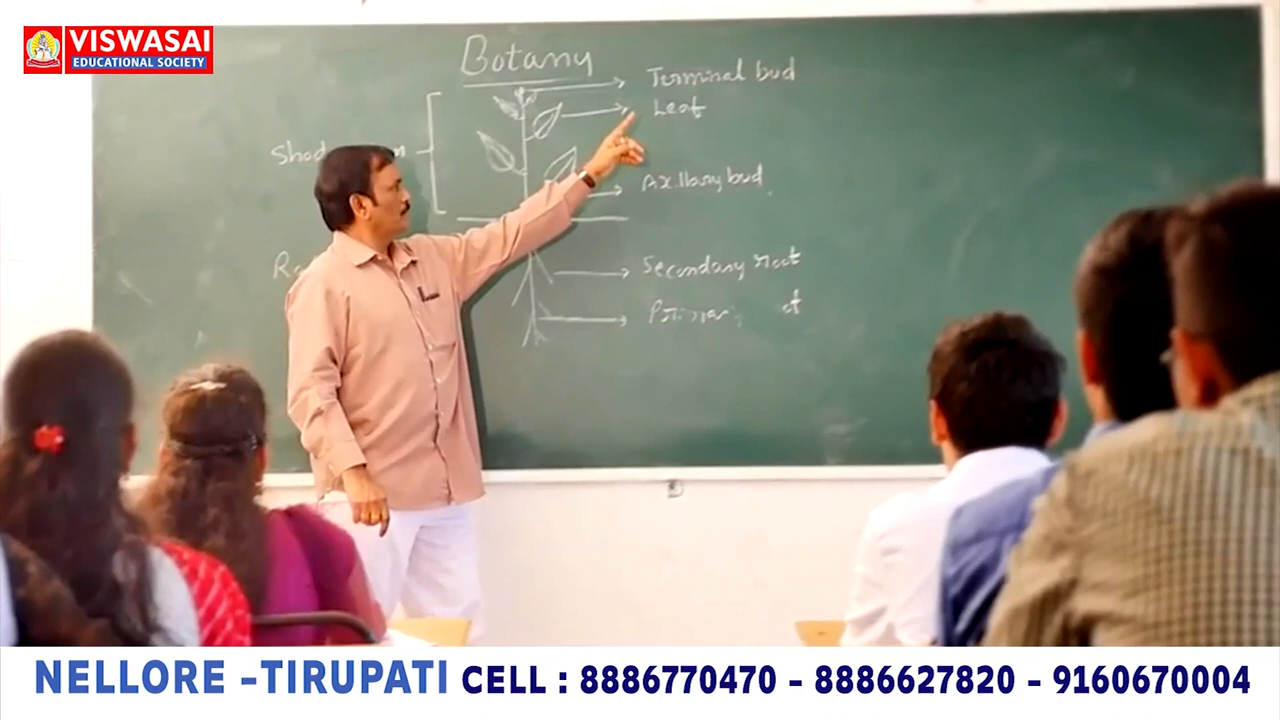 VISWASAI
EDUCATIONAL SOCIETY
Botany
Terminal bud
Leaf
Axillary bud
Secondary root
NELLORE -TIRUPATI CELL : 8886770470 - 8886627820 - 9160670004